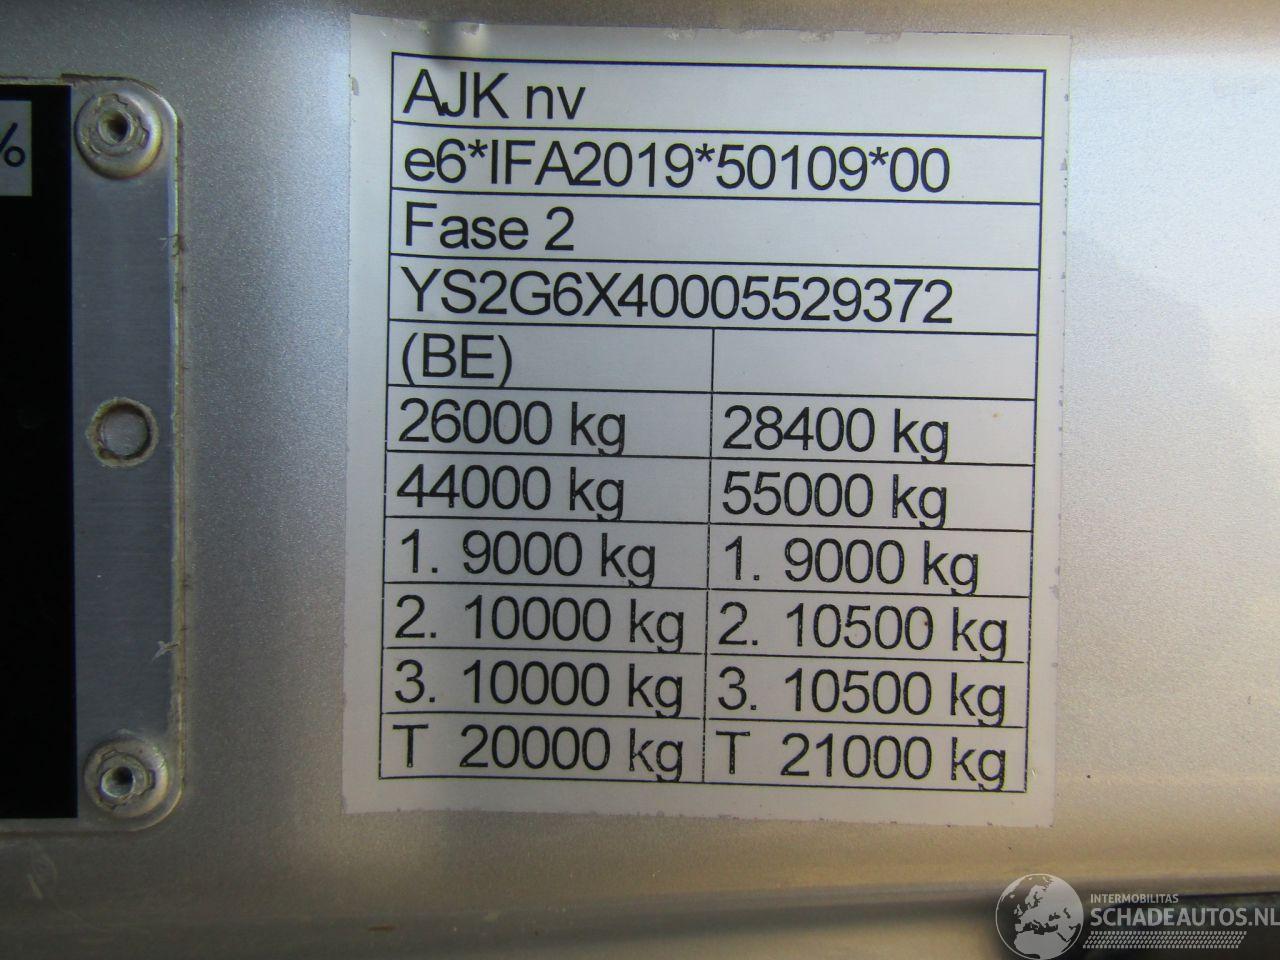 %
AJK nv
e6*IFA2019*50109*00
Fase 2
YS2G6X40005529372
(BE)
26000 kg 28400 kg
44000 kg 55000 kg
1. 9000 kg 1. 9000 kg
2. 10000 kg 2. 10500 kg
3. 10000 kg 3. 10500 kg
T 20000 kg T 21000 kg
INTERMOBILITAS
SCHADEAUTOS.NL